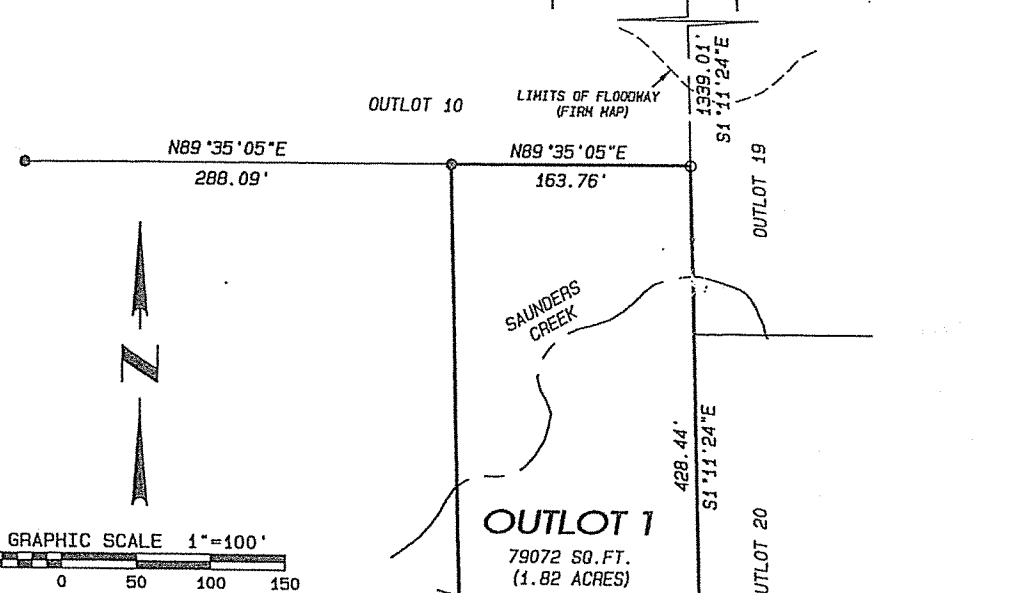 1339.01'
S1°11'24"E
LIMITS OF FLOODWAY
(FIRM MAP)
OUTLOT 10
N89°35'05"E
288.09'
N89°35'05"E
163.76'
OUTLOT 19
SAUNDERS
CREEK
N
428.44'
S1°11'24"E
OUTLOT 1
79072 SQ.FT.
(1.82 ACRES)
UTLOT 20
GRAPHIC SCALE 1"=100'
0 50 100 150